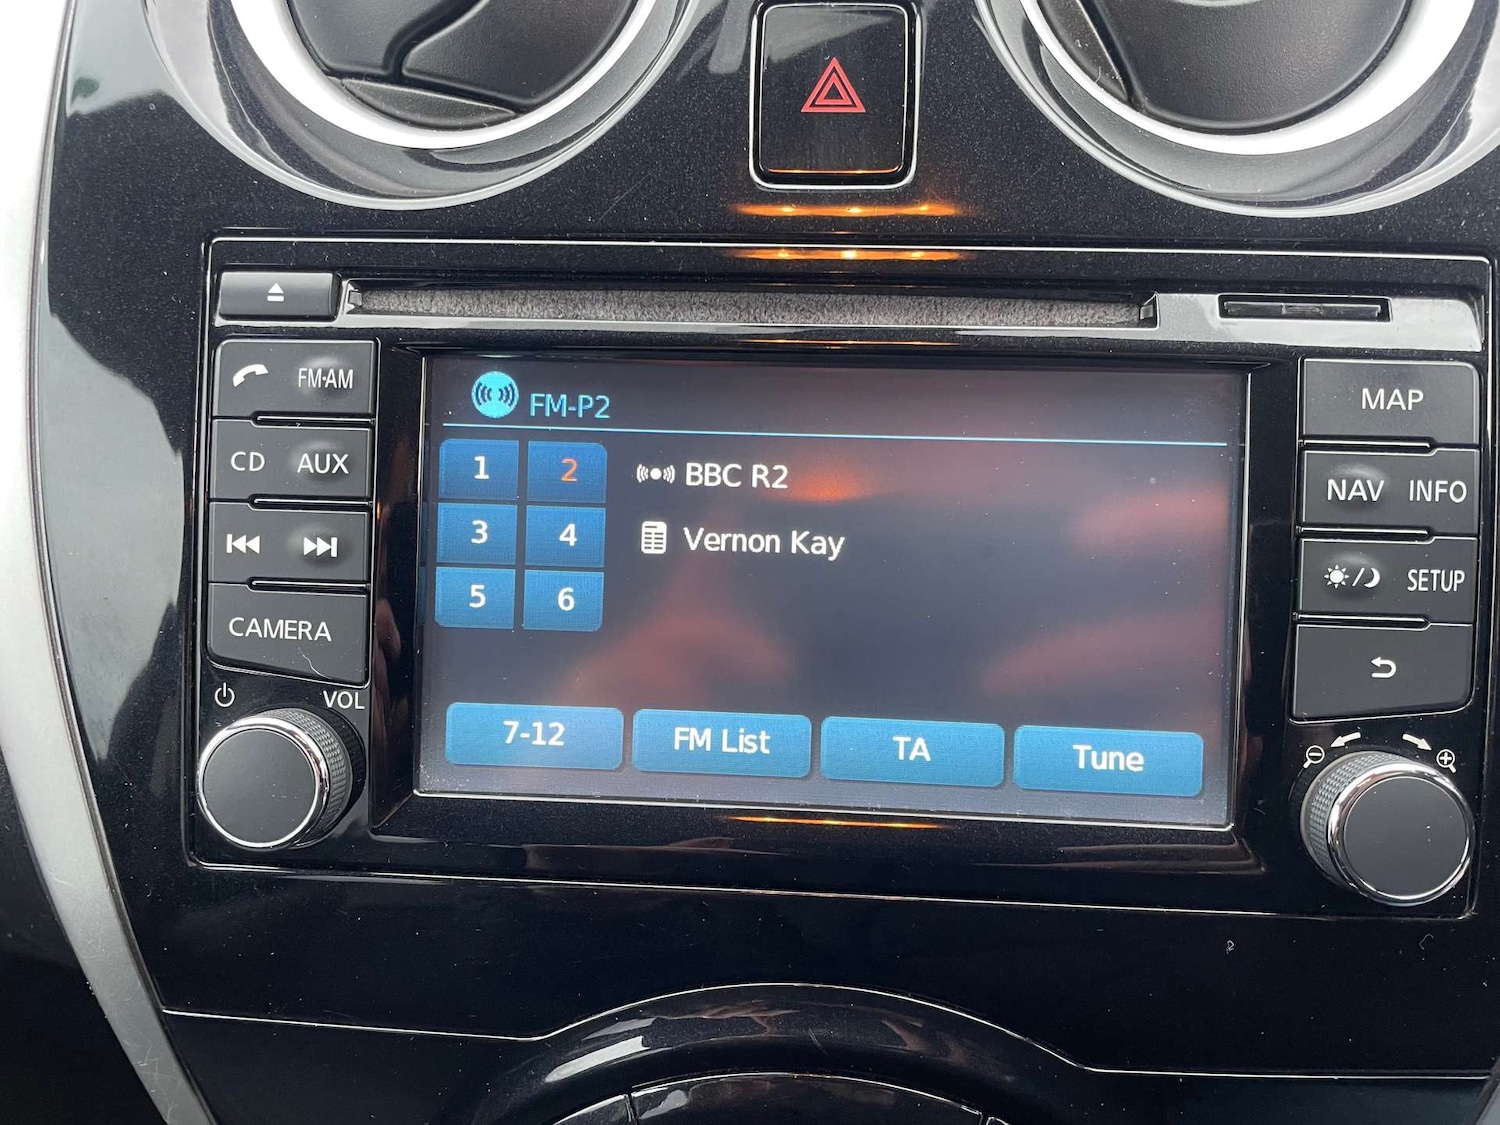 FM·AM
CD AUX
CAMERA
VOL
FM-P2
1 2
3 4
5 6
BBC R2
Vernon Kay
7-12 FM List TA Tune
MAP
NAV INFO
SETUP